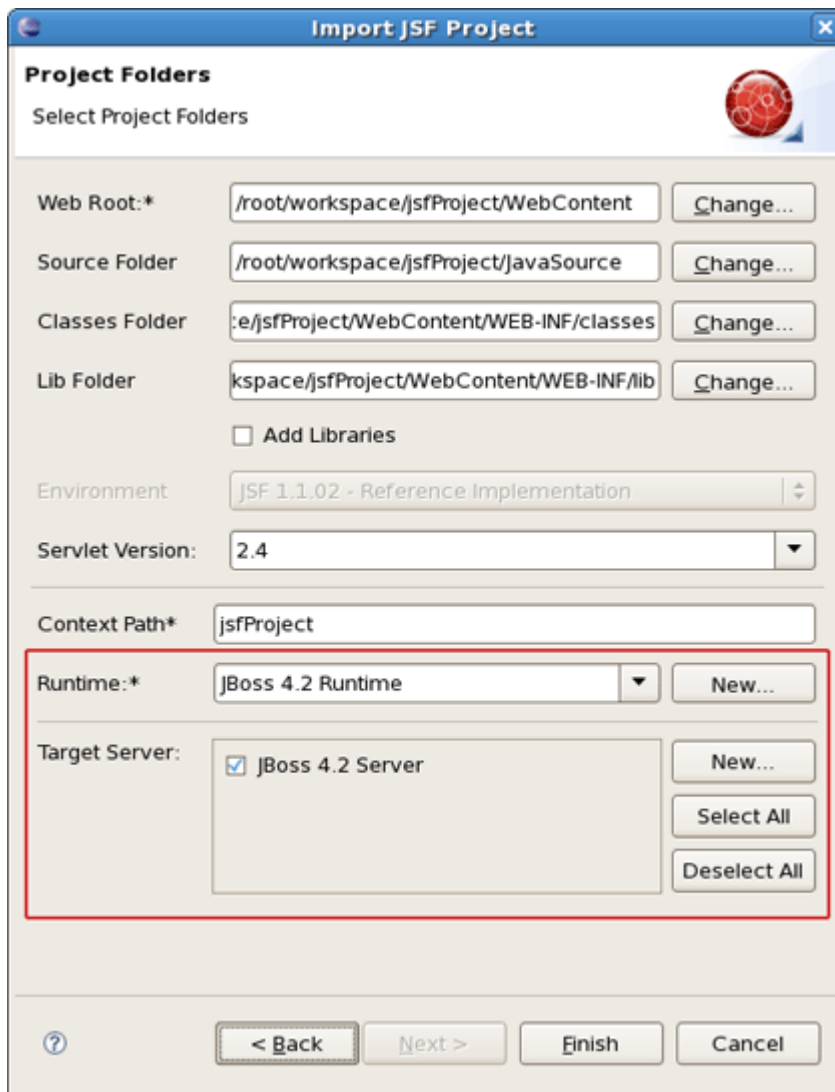 Import JSF Project
Project Folders
Select Project Folders
Web Root:* /root/workspace/jsfProject/WebContent Change...
Source Folder /root/workspace/jsfProject/JavaSource Change...
Classes Folder :e/jsfProject/WebContent/WEB-INF/classes Change...
Lib Folder kspace/jsfProject/WebContent/WEB-INF/lib Change...
Add Libraries
Environment JSF 1.1.02 - Reference Implementation
Servlet Version: 2.4
Context Path* jsfProject
Runtime:* JBoss 4.2 Runtime New...
Target Server: JBoss 4.2 Server New...
Select All
Deselect All
? < Back Next > Finish Cancel